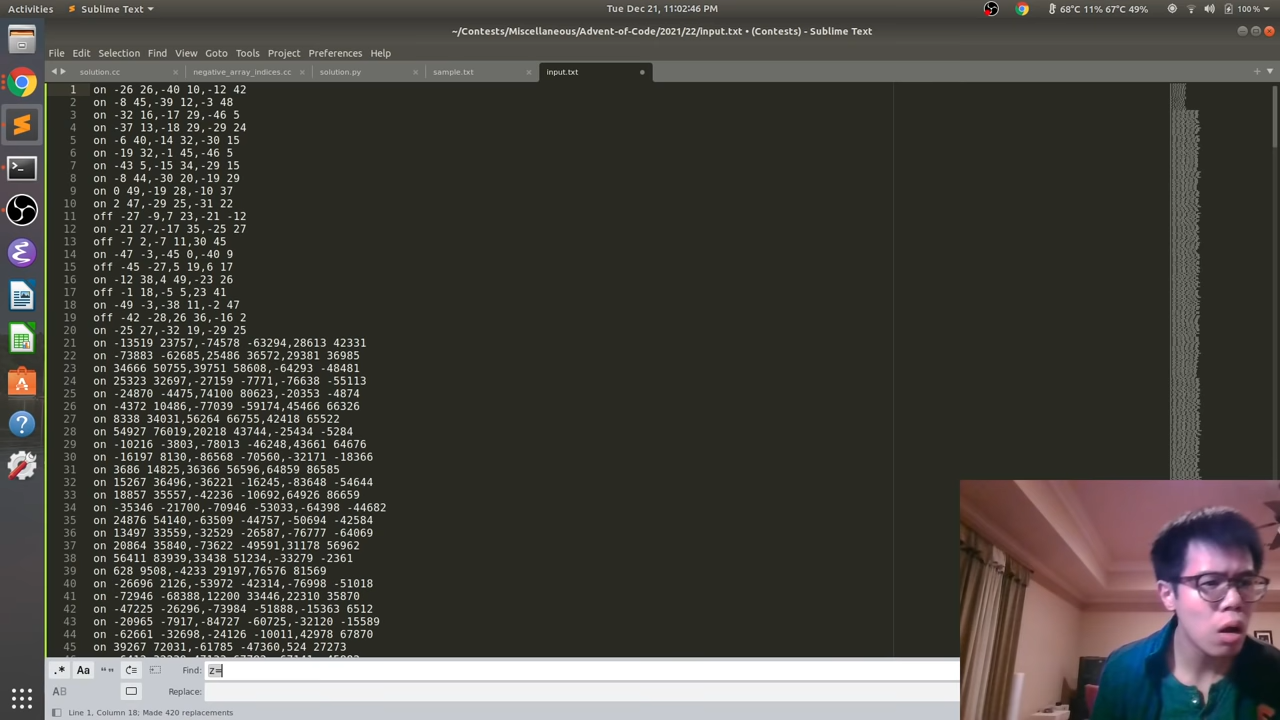 Activities Sublime Text Tue Dec 21, 11:02:46 PM 68°C 11% 67°C 49% 100 %
~/Contests/Miscellaneous/Advent-of-Code/2021/22/input.txt • (Contests) - Sublime Text
File Edit Selection Find View Goto Tools Project Preferences Help
solution.cc negative_array_indices.cc solution.py sample.txt input.txt
1 on -26 26,-40 10,-12 42
2 on -8 45,-39 12,-3 48
3 on -32 16,-17 29,-46 5
4 on -37 13,-18 29,-29 24
5 on -6 40,-14 32,-30 15
6 on -19 32,-1 45,-46 5
7 on -43 5,-15 34,-29 15
8 on -8 44,-30 20,-19 29
9 on 0 49,-19 28,-10 37
10 on 2 47,-29 25,-31 22
11 off -27 -9,7 23,-21 -12
12 on -21 27,-17 35,-25 27
13 off -7 2,-7 11,30 45
14 on -47 -3,-45 0,-40 9
15 off -45 -27,5 19,6 17
16 on -12 38,4 49,-23 26
17 off -1 18,-5 5,23 41
18 on -49 -3,-38 11,-2 47
19 off -42 -28,26 36,-16 2
20 on -25 27,-32 19,-29 25
21 on -13519 23757,-74578 -63294,28613 42331
22 on -73883 -62685,25486 36572,29381 36985
23 on 34666 50755,39751 58608,-64293 -48481
24 on 25323 32697,-27159 -7771,-76638 -55113
25 on -24870 -4475,74100 80623,-20353 -4874
26 on -4372 10486,-77039 -59174,45466 66326
27 on 8338 34031,56264 66755,42418 65522
28 on 54927 76019,20218 43744,-25434 -5284
29 on -10216 -3803,-78013 -46248,43661 64676
30 on -16197 8130,-86568 -70560,-32171 -18366
31 on 3686 14825,36366 56596,64859 86585
32 on 15267 36496,-36221 -16245,-83648 -54644
33 on 18857 35557,-42236 -10692,64926 86659
34 on -35346 -21700,-70946 -53033,-64398 -44682
35 on 24876 54140,-63509 -44757,-50694 -42584
36 on 13497 33559,-32529 -26587,-76777 -64069
37 on 20864 35840,-73622 -49591,31178 56962
38 on 56411 83939,33438 51234,-33279 -2361
39 on 628 9508,-4233 29197,76576 81569
40 on -26696 2126,-53972 -42314,-76998 -51018
41 on -72946 -68388,12200 33446,22310 35870
42 on -47225 -26296,-73984 -51888,-15363 6512
43 on -20965 -7917,-84727 -60725,-32120 -15589
44 on -62661 -32698,-24126 -10011,42978 67870
45 on 39267 72031,-61785 -47360,524 27273
.* Aa “” Find: z=
AB Replace:
Line 1, Column 18; Made 420 replacements